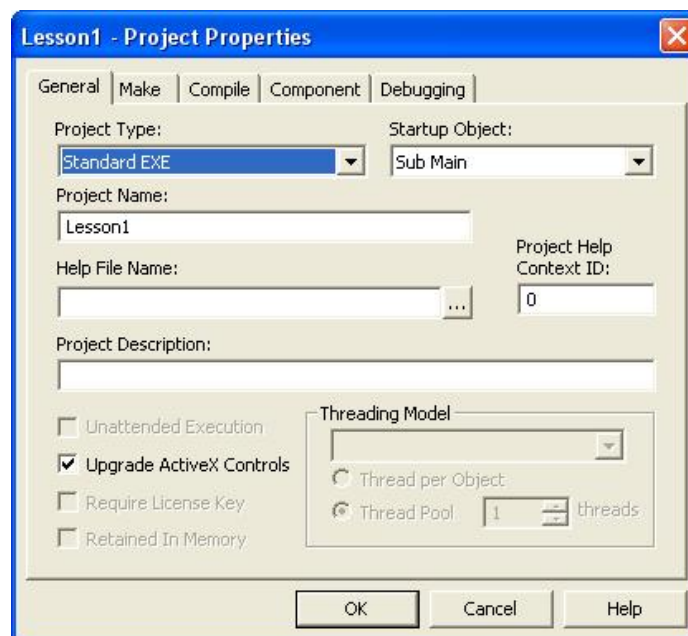 Lesson1 - Project Properties
General Make Compile Component Debugging
Project Type:
Standard EXE
Startup Object:
Sub Main
Project Name:
Lesson1
Help File Name:
...
Project Help
Context ID:
0
Project Description:
Unattended Execution
Upgrade ActiveX Controls
Require License Key
Retained In Memory
Threading Model
Thread per Object
Thread Pool 1 threads
OK Cancel Help